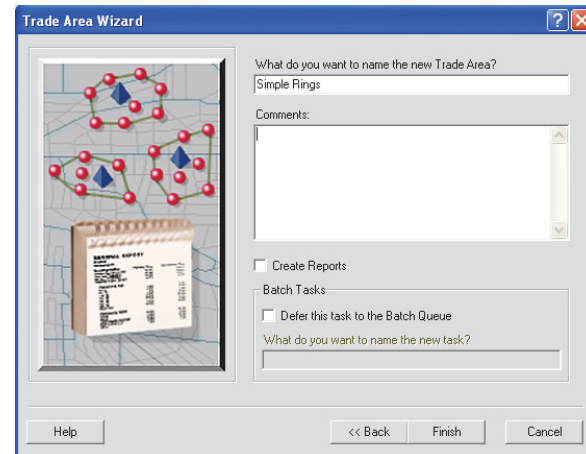 Trade Area Wizard
What do you want to name the new Trade Area?
Simple Rings
Comments:
Create Reports
Batch Tasks
Defer this task to the Batch Queue
What do you want to name the new task?
Help
<< Back
Finish
Cancel